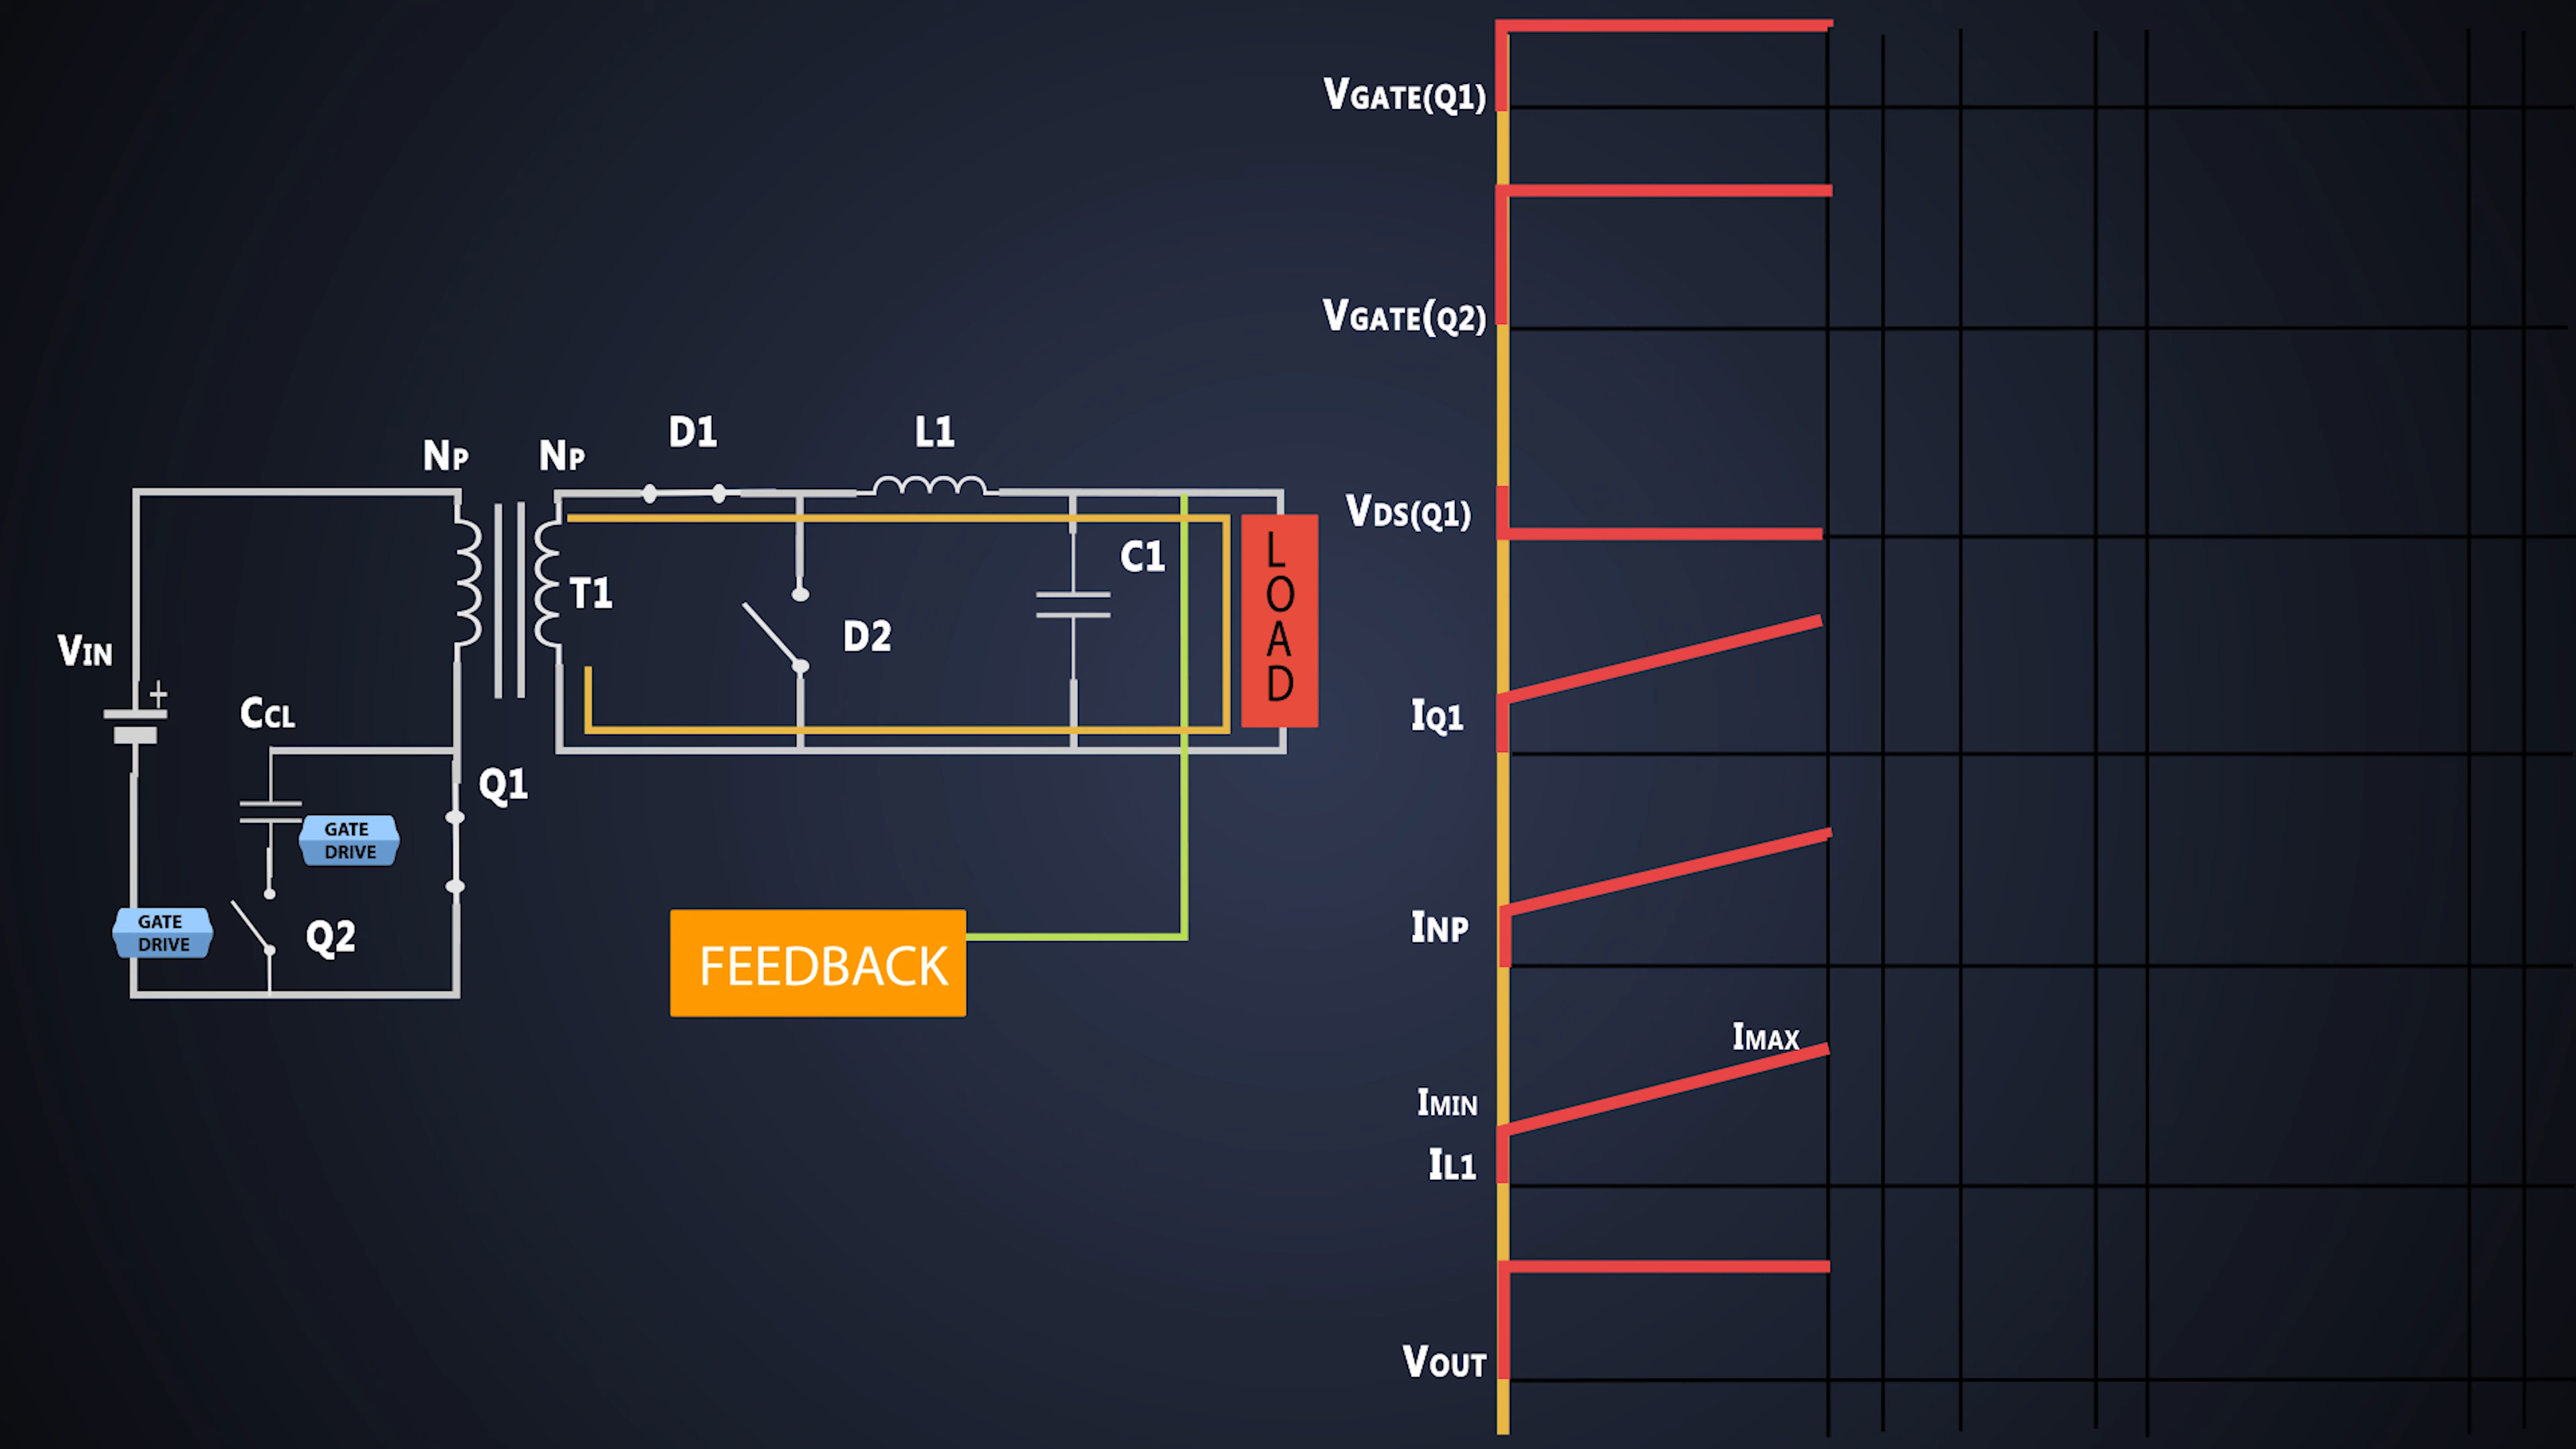 VGATE(Q1)
VGATE(Q2)
D1
L1
NP
NP
VDS(Q1)
C1
LOAD
T1
D2
VIN
+
CCL
IQ1
Q1
GATE
DRIVE
GATE
DRIVE
Q2
FEEDBACK
INP
IMAX
IMIN
IL1
VOUT